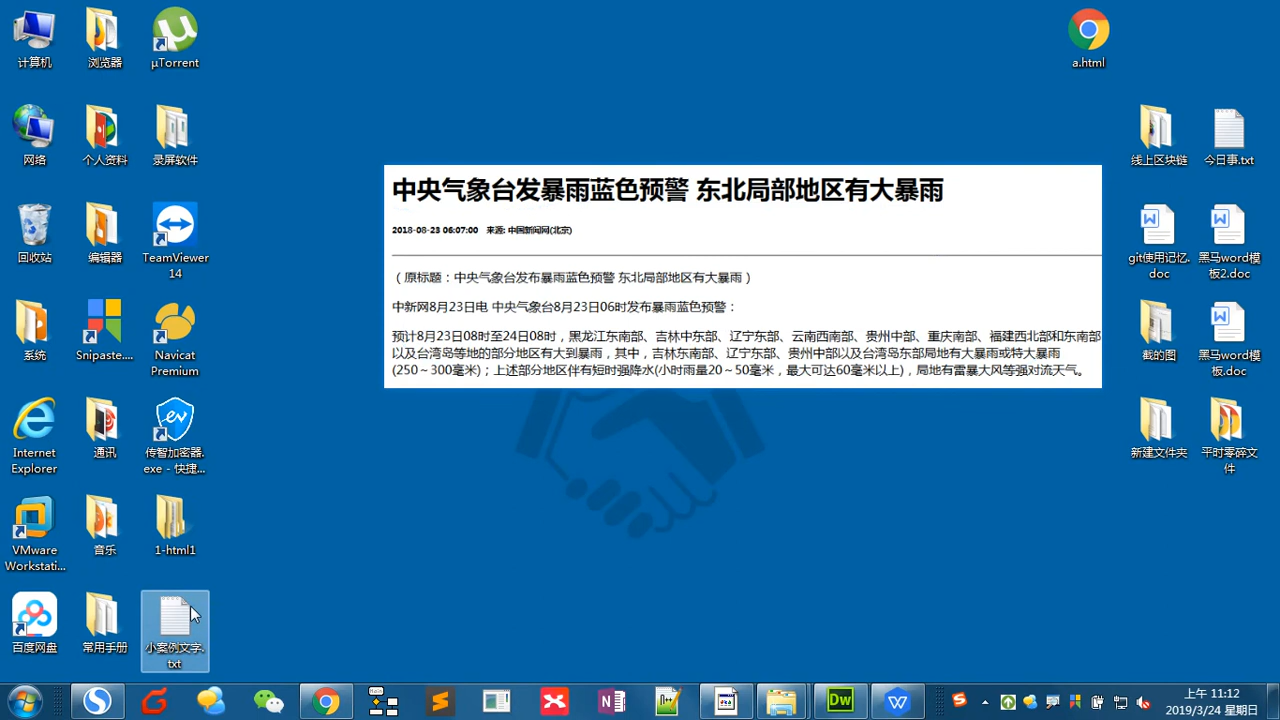 计算机
浏览器
μTorrent
a.html
网络
个人资料
录屏软件
线上区块链
今日事.txt
中央气象台发暴雨蓝色预警 东北局部地区有大暴雨
2018-08-23 06:07:00 来源: 中国新闻网(北京)
（原标题：中央气象台发布暴雨蓝色预警 东北局部地区有大暴雨）
中新网8月23日电 中央气象台8月23日06时发布暴雨蓝色预警：
预计8月23日08时至24日08时，黑龙江东南部、吉林中东部、辽宁东部、云南西南部、贵州中部、重庆南部、福建西北部和东南部
以及台湾岛等地的部分地区有大到暴雨，其中，吉林东南部、辽宁东部、贵州中部以及台湾岛东部局地有大暴雨或特大暴雨
(250～300毫米)；上述部分地区伴有短时强降水(小时雨量20～50毫米，最大可达60毫米以上)，局地有雷暴大风等强对流天气。
回收站
编辑器
TeamViewer
14
git使用记忆.
doc
黑马word模
板2.doc
系统
Snipaste....
Navicat
Premium
截的图
黑马word模
板.doc
Internet
Explorer
通讯
传智加密器.
exe - 快捷...
新建文件夹
平时零碎文
件
VMware
Workstati...
音乐
1-html1
百度网盘
常用手册
小案例文字.
txt
Dw
上午 11:12
2019/3/24 星期日